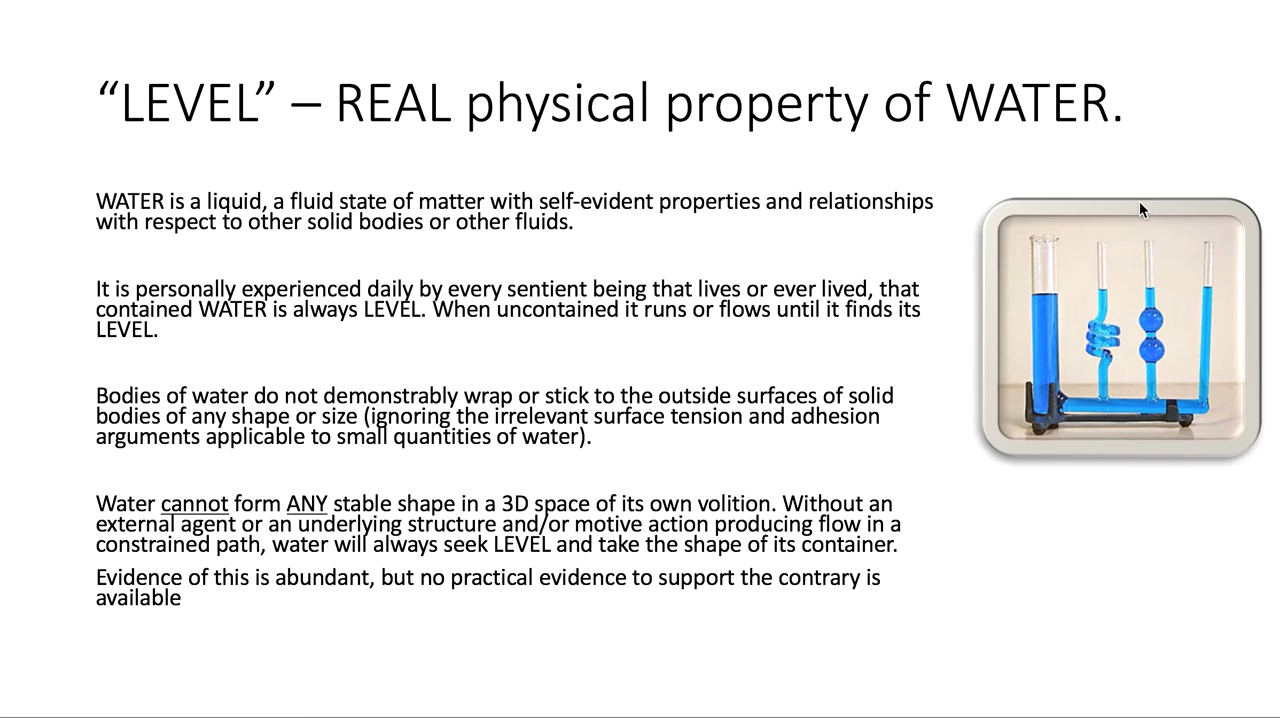 “LEVEL” – REAL physical property of WATER.
WATER is a liquid, a fluid state of matter with self-evident properties and relationships
with respect to other solid bodies or other fluids.
It is personally experienced daily by every sentient being that lives or ever lived, that
contained WATER is always LEVEL. When uncontained it runs or flows until it finds its
LEVEL.
Bodies of water do not demonstrably wrap or stick to the outside surfaces of solid
bodies of any shape or size (ignoring the irrelevant surface tension and adhesion
arguments applicable to small quantities of water).
Water cannot form ANY stable shape in a 3D space of its own volition. Without an
external agent or an underlying structure and/or motive action producing flow in a
constrained path, water will always seek LEVEL and take the shape of its container.
Evidence of this is abundant, but no practical evidence to support the contrary is
available